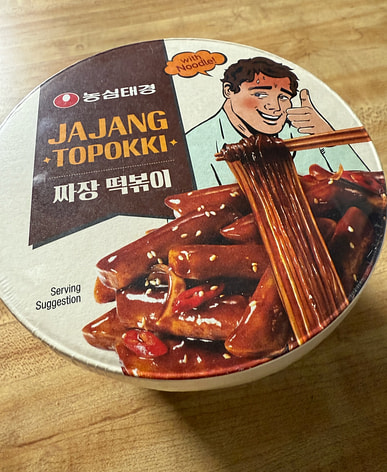 농심태경
with
Noodle!
JAJANG
TOPOKKI
짜장 떡볶이
Serving
Suggestion